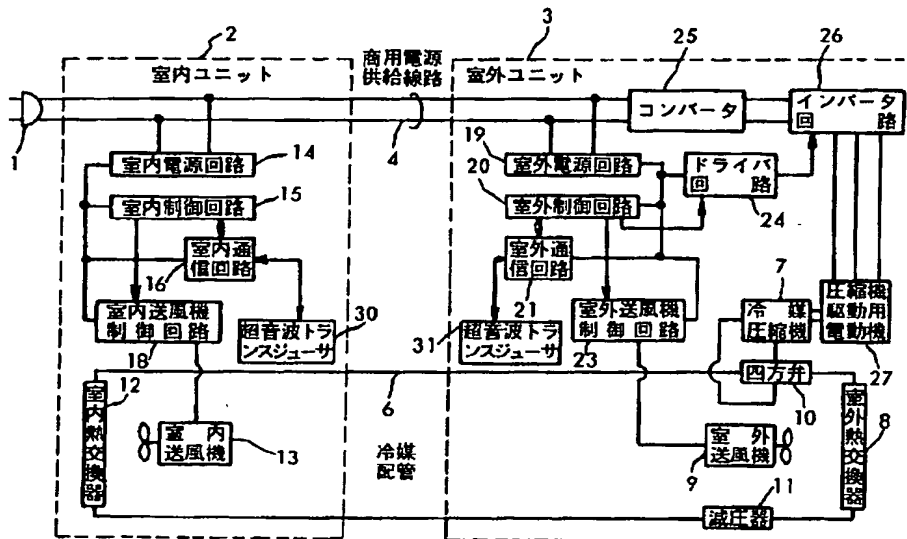 2
3
25
26
室内ユニット
商用電源
供給線路
室外ユニット
コンバータ
インバータ
回路
1
4
室内電源回路
14
19
室外電源回路
ドライバ
回路
24
室内制御回路
15
20
室外制御回路
室内通
信回路
16
室外通
信回路
21
7
室内送風機
制御回路
18
超音波トラ
ンスジューサ
30
31
超音波トラ
ンスジューサ
室外送風機
制御回路
23
冷媒
圧縮機
圧縮機
駆動用
電動機
27
12
6
四方弁
10
室内熱交換器
室内
送風機
13
冷媒
配管
9
室外
送風機
室外熱交換器
8
11
減圧器